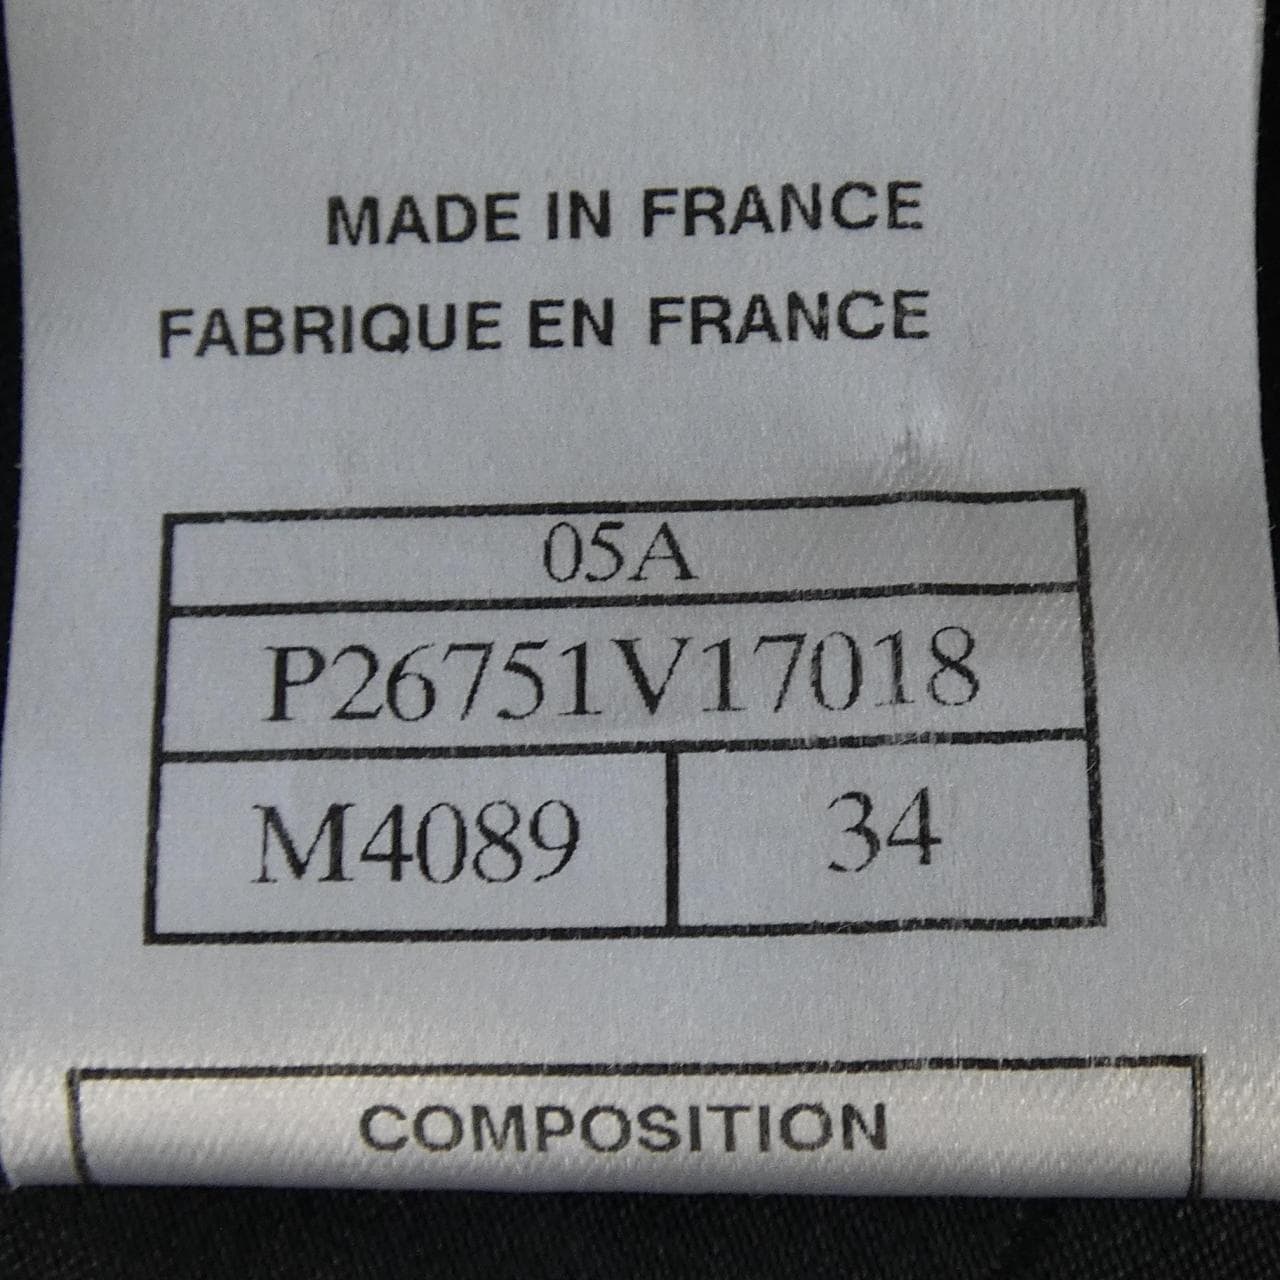 MADE IN FRANCE
FABRIQUE EN FRANCE
05A
P26751V17018
M4089 34
COMPOSITION